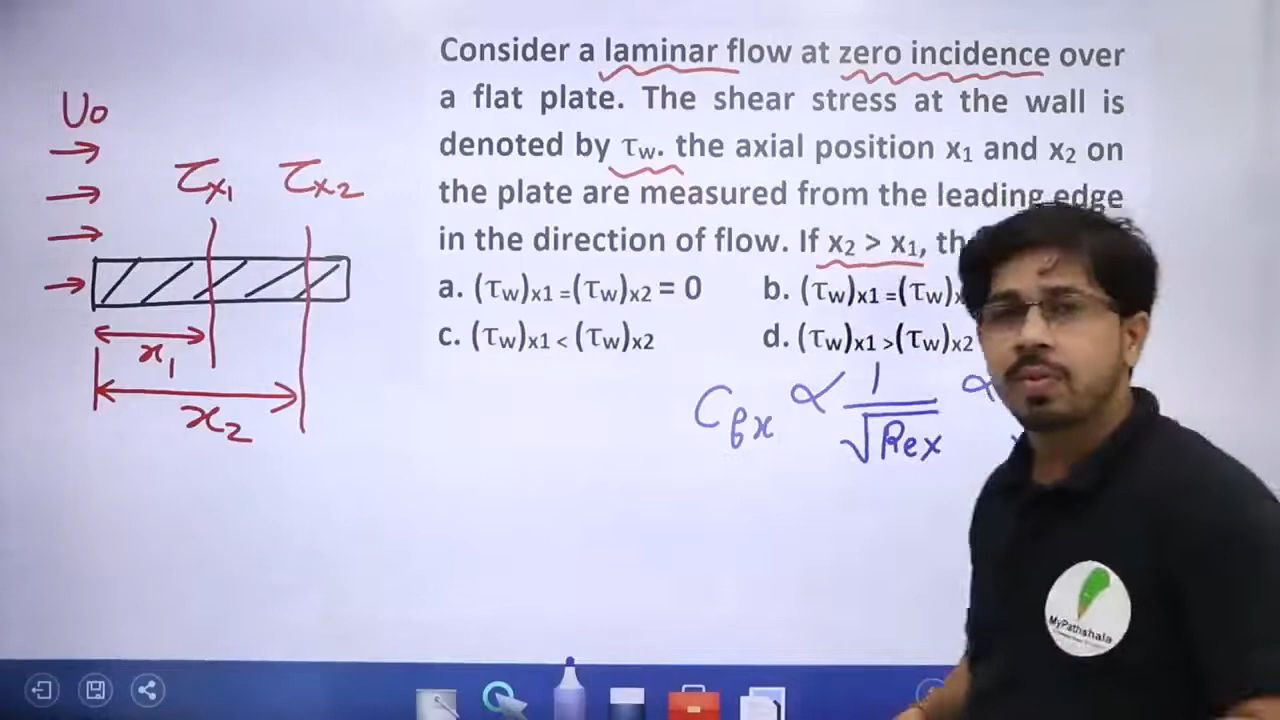 Consider a laminar flow at zero incidence over
a flat plate. The shear stress at the wall is
denoted by τw. the axial position x₁ and x₂ on
the plate are measured from the leading edge
in the direction of flow. If x₂ > x₁,
a. (τw)x1 =(τw)x2 = 0 b. (τw)x1 =(τw)
c. (τw)x1 < (τw)x2 d. (τw)x1 >(τw)x2
Cfx ∝ 1/√Rex ∝
U₀
τx₁ τx₂
x₁
x₂
MyPathshala